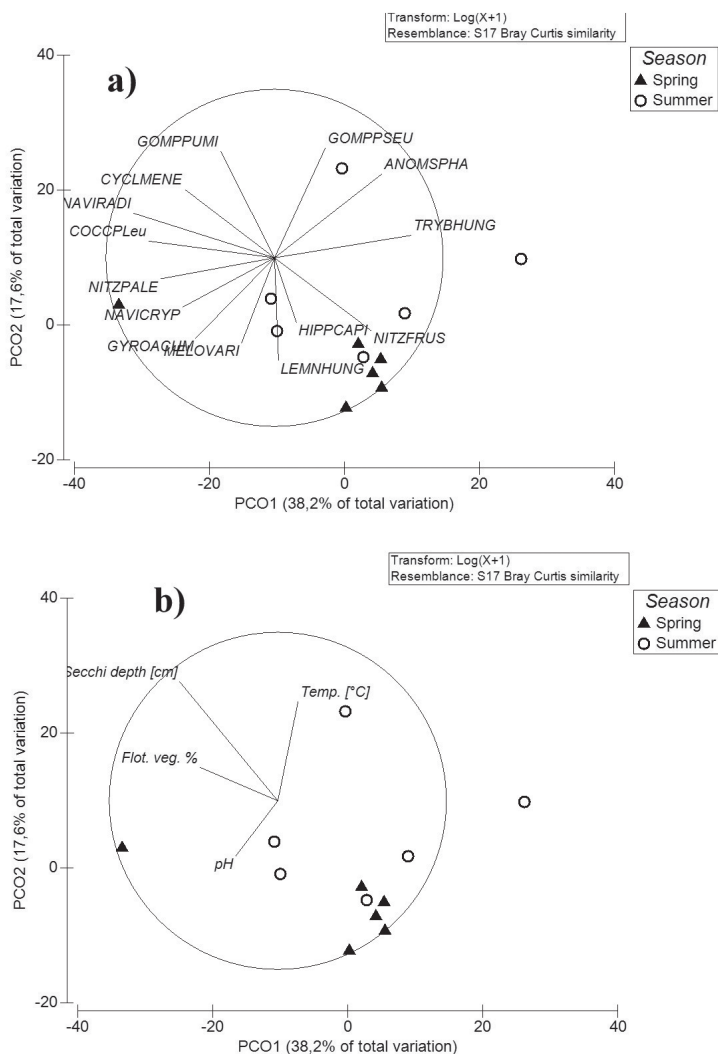 Transform: Log(X+1)
Resemblance: S17 Bray Curtis similarity
a)
Season
Spring
Summer
40
20
0
-20
PCO2 (17,6% of total variation)
GOMPPUMI
GOMPPSEU
CYCLMENE
ANOMSPHA
NAVIRADI
TRYBHUNG
COCCPLeu
NITZPALE
NAVICRYP
HIPPCAPI
NITZFRUS
GYROACUM
MELOVARI
LEMNHUNG
-40
-20
0
20
40
PCO1 (38,2% of total variation)
Transform: Log(X+1)
Resemblance: S17 Bray Curtis similarity
b)
Season
Spring
Summer
40
20
0
-20
PCO2 (17,6% of total variation)
Secchi depth [cm]
Temp. [°C]
Flot. veg. %
pH
-40
-20
0
20
40
PCO1 (38,2% of total variation)